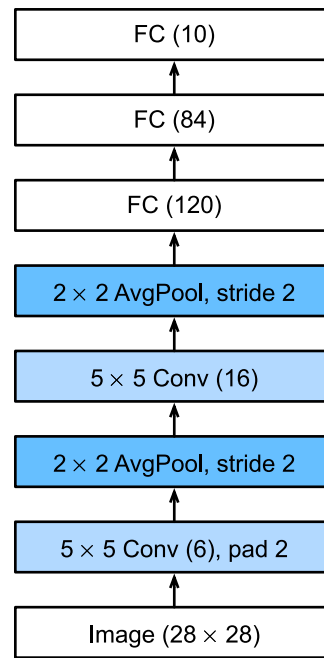 FC (10)
FC (84)
FC (120)
2 × 2 AvgPool, stride 2
5 × 5 Conv (16)
2 × 2 AvgPool, stride 2
5 × 5 Conv (6), pad 2
Image (28 × 28)